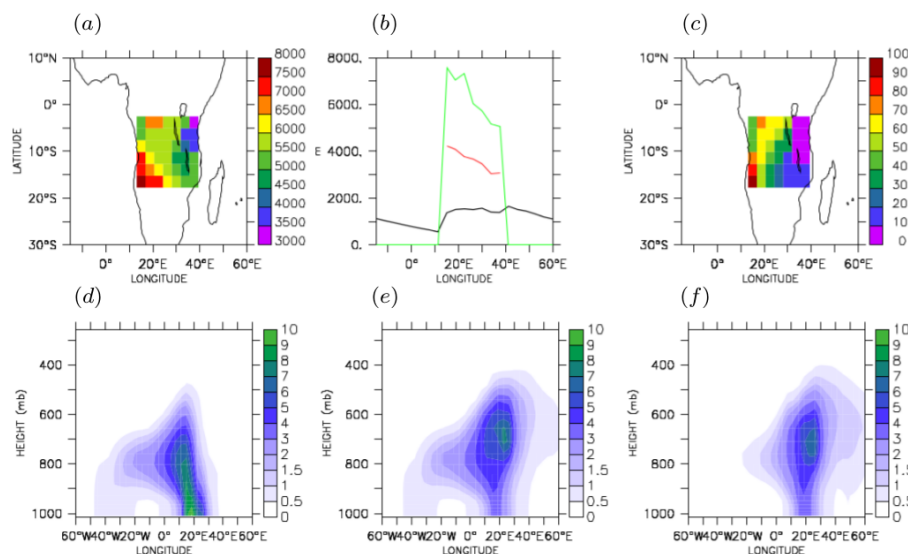 (a)
10°N
0°
10°S
20°S
30°S
LATITUDE
0° 20°E 40°E 60°E
LONGITUDE
8000
7500
7000
6500
6000
5500
5000
4500
4000
3500
3000
(b)
8000.
6000.
4000.
2000.
0.
m
0° 20°E 40°E 60°E
LONGITUDE
(c)
10°N
0°
10°S
20°S
30°S
LATITUDE
0° 20°E 40°E 60°E
LONGITUDE
100
90
80
70
60
50
40
30
20
10
0
(d)
400
600
800
1000
HEIGHT (mb)
60°W 40°W 20°W 0° 20°E 40°E 60°E
LONGITUDE
10
9
8
7
6
5
4
3
2
1.5
1
0.5
0
(e)
400
600
800
1000
HEIGHT (mb)
60°W 40°W 20°W 0° 20°E 40°E 60°E
LONGITUDE
10
9
8
7
6
5
4
3
2
1.5
1
0.5
0
(f)
400
600
800
1000
HEIGHT (mb)
60°W 40°W 20°W 0° 20°E 40°E 60°E
LONGITUDE
10
9
8
7
6
5
4
3
2
1.5
1
0.5
0